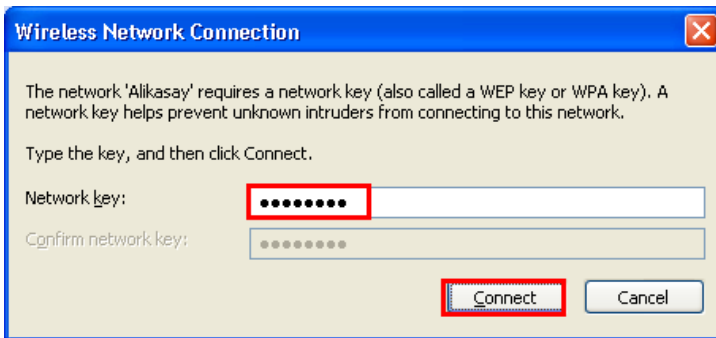 Wireless Network Connection
The network 'Alikasay' requires a network key (also called a WEP key or WPA key). A
network key helps prevent unknown intruders from connecting to this network.
Type the key, and then click Connect.
Network key: ••••••••
Confirm network key: ••••••••
Connect Cancel